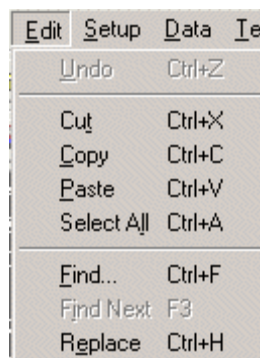 Edit Setup Data Te
Undo Ctrl+Z
Cut Ctrl+X
Copy Ctrl+C
Paste Ctrl+V
Select All Ctrl+A
Find... Ctrl+F
Find Next F3
Replace Ctrl+H